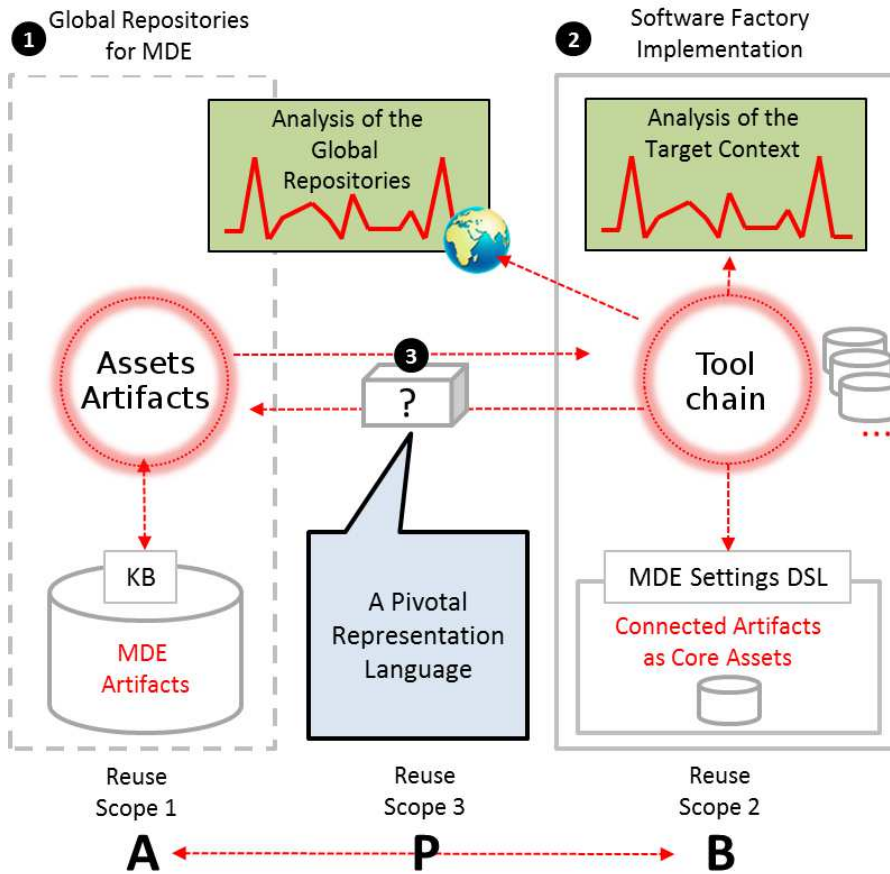 1
Global Repositories
for MDE
2
Software Factory
Implementation
Analysis of the
Global
Repositories
Analysis of the
Target Context
Assets
Artifacts
3
?
Tool
chain
...
KB
MDE
Artifacts
A Pivotal
Representation
Language
MDE Settings DSL
Connected Artifacts
as Core Assets
Reuse
Scope 1
Reuse
Scope 3
Reuse
Scope 2
A
P
B